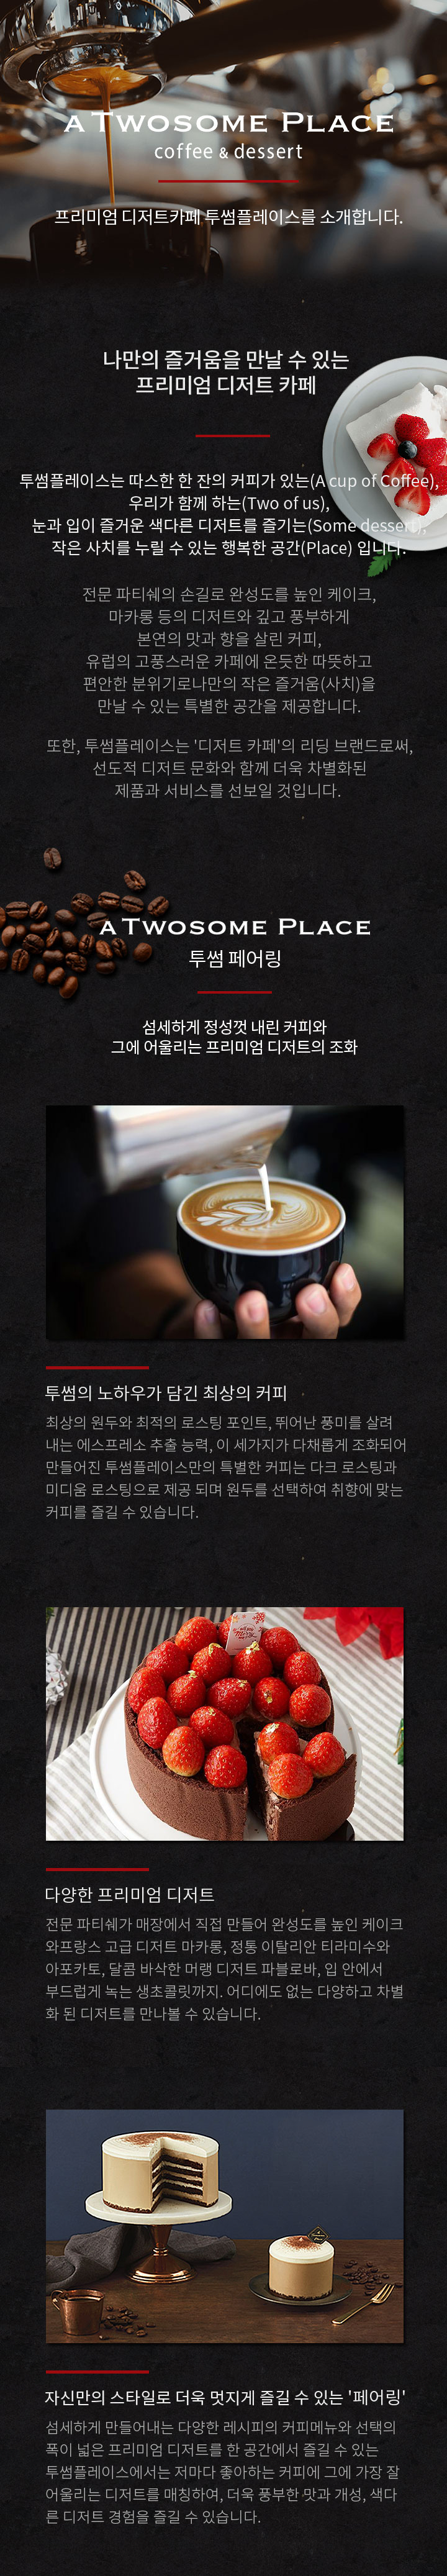 A TWOSOME PLACE
coffee & dessert
프리미엄 디저트카페 투썸플레이스를 소개합니다.
나만의 즐거움을 만날 수 있는
프리미엄 디저트 카페
투썸플레이스는 따스한 한 잔의 커피가 있는(A cup of Coffee),
우리가 함께 하는(Two of us),
눈과 입이 즐거운 색다른 디저트를 즐기는(Some dessert),
작은 사치를 누릴 수 있는 행복한 공간(Place) 입니다.
전문 파티쉐의 손길로 완성도를 높인 케이크,
마카롱 등의 디저트와 깊고 풍부하게
본연의 맛과 향을 살린 커피,
유럽의 고풍스러운 카페에 온듯한 따뜻하고
편안한 분위기로나만의 작은 즐거움(사치)을
만날 수 있는 특별한 공간을 제공합니다.
또한, 투썸플레이스는 '디저트 카페'의 리딩 브랜드로써,
선도적 디저트 문화와 함께 더욱 차별화된
제품과 서비스를 선보일 것입니다.
A TWOSOME PLACE
투썸 페어링
섬세하게 정성껏 내린 커피와
그에 어울리는 프리미엄 디저트의 조화
투썸의 노하우가 담긴 최상의 커피
최상의 원두와 최적의 로스팅 포인트, 뛰어난 풍미를 살려
내는 에스프레소 추출 능력, 이 세가지가 다채롭게 조화되어
만들어진 투썸플레이스만의 특별한 커피는 다크 로스팅과
미디움 로스팅으로 제공 되며 원두를 선택하여 취향에 맞는
커피를 즐길 수 있습니다.
다양한 프리미엄 디저트
전문 파티쉐가 매장에서 직접 만들어 완성도를 높인 케이크
와프랑스 고급 디저트 마카롱, 정통 이탈리안 티라미수와
아포카토, 달콤 바삭한 머랭 디저트 파블로바, 입 안에서
부드럽게 녹는 생초콜릿까지. 어디에도 없는 다양하고 차별
화 된 디저트를 만나볼 수 있습니다.
자신만의 스타일로 더욱 멋지게 즐길 수 있는 '페어링'
섬세하게 만들어내는 다양한 레시피의 커피메뉴와 선택의
폭이 넓은 프리미엄 디저트를 한 공간에서 즐길 수 있는
투썸플레이스에서는 저마다 좋아하는 커피에 그에 가장 잘
어울리는 디저트를 매칭하여, 더욱 풍부한 맛과 개성, 색다
른 디저트 경험을 즐길 수 있습니다.